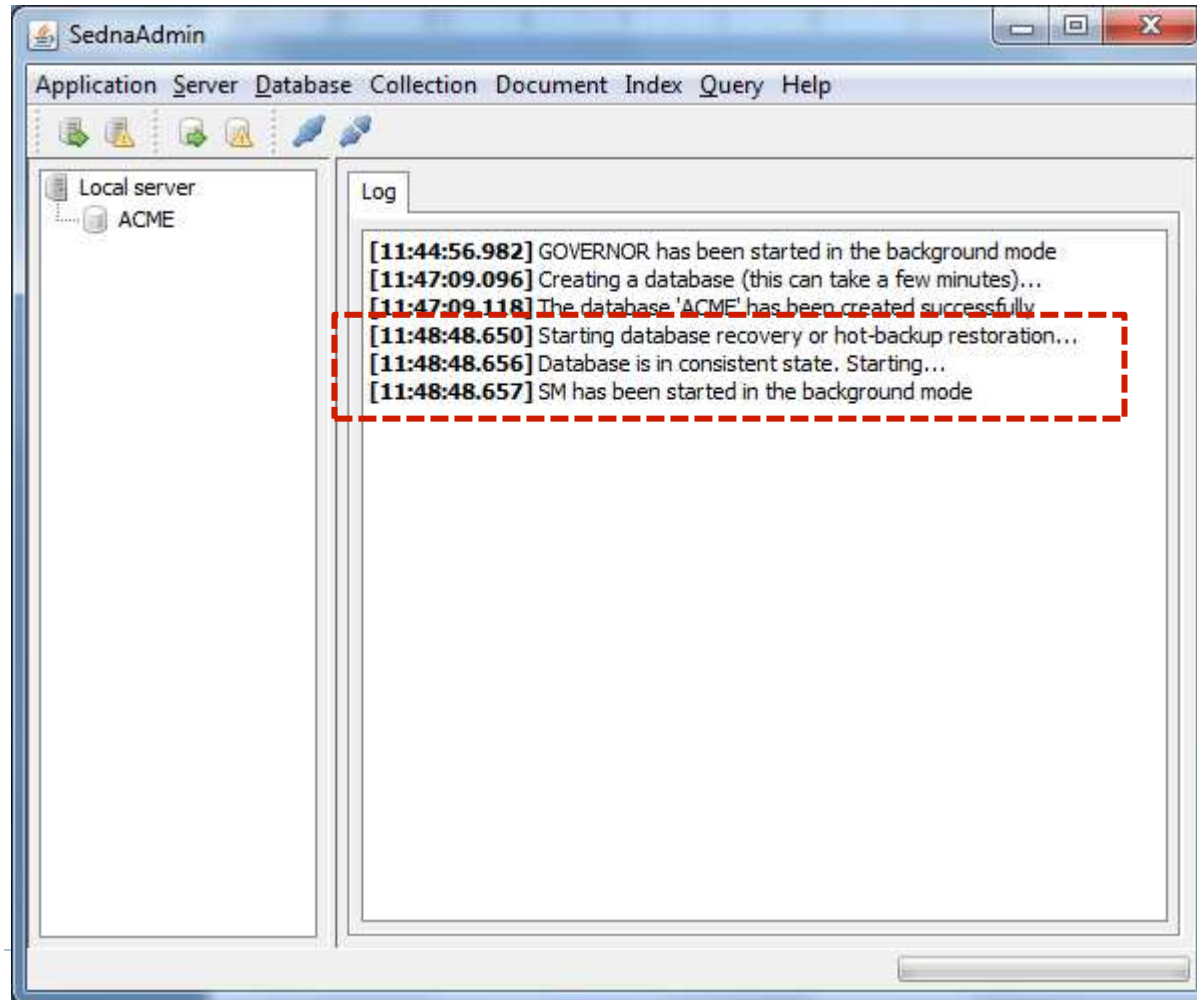 SednaAdmin
Application Server Database Collection Document Index Query Help
Local server
ACME
Log
[11:44:56.982] GOVERNOR has been started in the background mode
[11:47:09.096] Creating a database (this can take a few minutes)...
[11:47:09.118] The database 'ACME' has been created successfully
[11:48:48.650] Starting database recovery or hot-backup restoration...
[11:48:48.656] Database is in consistent state. Starting...
[11:48:48.657] SM has been started in the background mode